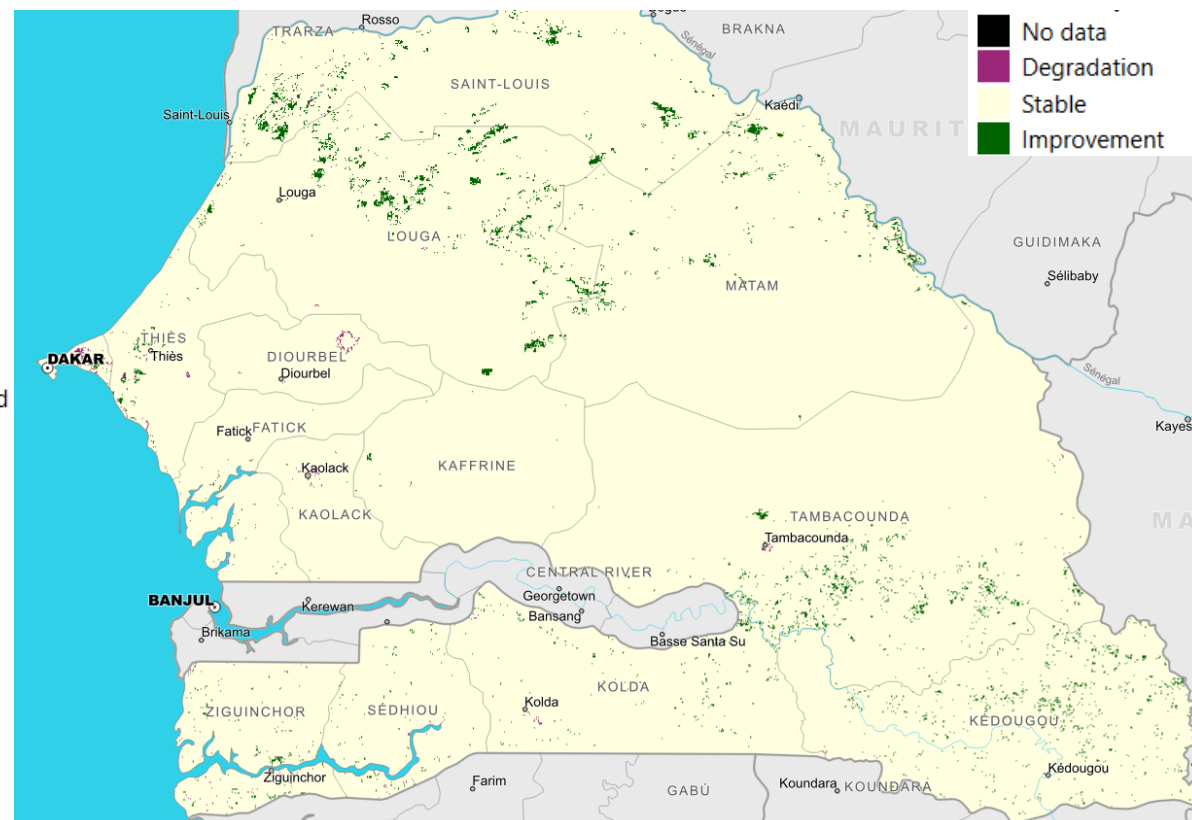 Rosso
TRARZA
BRAKNA
Sénégal
No data
Degradation
Stable
Improvement
SAINT-LOUIS
Saint-Louis
Kaédi
MAURIT
Louga
LOUGA
GUIDIMAKA
Sélibaby
MATAM
THIÈS
Thiès
DAKAR
DIOURBEL
Diourbel
Sénégal
d
Kayes
Fatick
FATICK
Kaolack
KAFFRINE
KAOLACK
TAMBACOUNDA
MA
Tambacounda
CENTRAL RIVER
Georgetown
BANJUL
Kerewan
Bansang
Brikama
Basse Santa Su
KOLDA
ZIGUINCHOR
SÉDHIOU
Kolda
KÉDOUGOU
Ziguinchor
Kédougou
Farim
GABÚ
Koundara
KOUNDARA